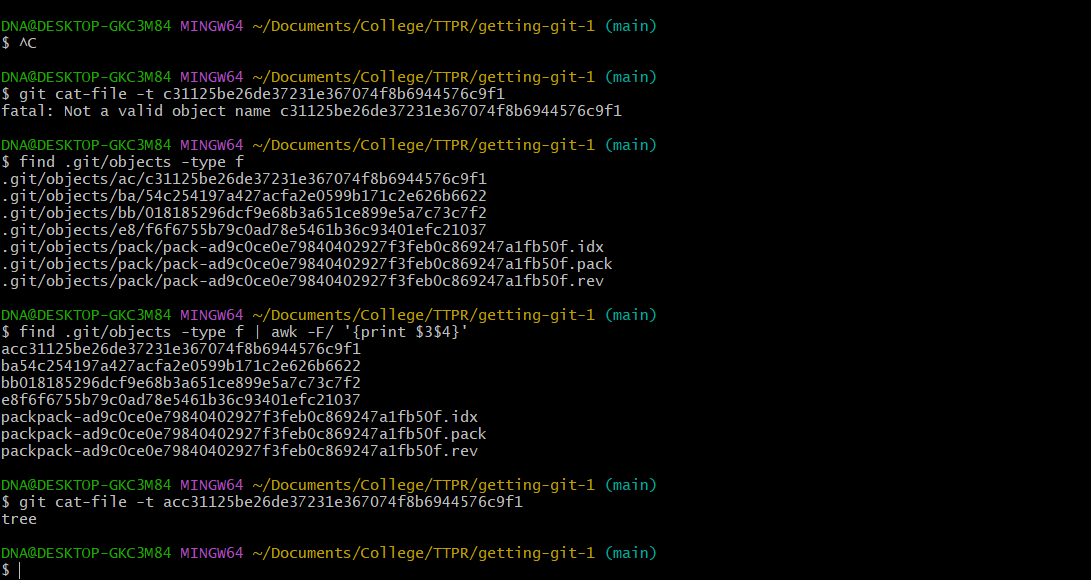 DNA@DESKTOP-GKC3M84 MINGW64 ~/Documents/College/TTPR/getting-git-1 (main)
$ ^C
DNA@DESKTOP-GKC3M84 MINGW64 ~/Documents/College/TTPR/getting-git-1 (main)
$ git cat-file -t c31125be26de37231e367074f8b6944576c9f1
fatal: Not a valid object name c31125be26de37231e367074f8b6944576c9f1
DNA@DESKTOP-GKC3M84 MINGW64 ~/Documents/College/TTPR/getting-git-1 (main)
$ find .git/objects -type f
.git/objects/ac/c31125be26de37231e367074f8b6944576c9f1
.git/objects/ba/54c254197a427acfa2e0599b171c2e626b6622
.git/objects/bb/018185296dcf9e68b3a651ce899e5a7c73c7f2
.git/objects/e8/f6f6755b79c0ad78e5461b36c93401efc21037
.git/objects/pack/pack-ad9c0ce0e79840402927f3feb0c869247a1fb50f.idx
.git/objects/pack/pack-ad9c0ce0e79840402927f3feb0c869247a1fb50f.pack
.git/objects/pack/pack-ad9c0ce0e79840402927f3feb0c869247a1fb50f.rev
DNA@DESKTOP-GKC3M84 MINGW64 ~/Documents/College/TTPR/getting-git-1 (main)
$ find .git/objects -type f | awk -F/ '{print $3$4}'
acc31125be26de37231e367074f8b6944576c9f1
ba54c254197a427acfa2e0599b171c2e626b6622
bb018185296dcf9e68b3a651ce899e5a7c73c7f2
e8f6f6755b79c0ad78e5461b36c93401efc21037
packpack-ad9c0ce0e79840402927f3feb0c869247a1fb50f.idx
packpack-ad9c0ce0e79840402927f3feb0c869247a1fb50f.pack
packpack-ad9c0ce0e79840402927f3feb0c869247a1fb50f.rev
DNA@DESKTOP-GKC3M84 MINGW64 ~/Documents/College/TTPR/getting-git-1 (main)
$ git cat-file -t acc31125be26de37231e367074f8b6944576c9f1
tree
DNA@DESKTOP-GKC3M84 MINGW64 ~/Documents/College/TTPR/getting-git-1 (main)
$